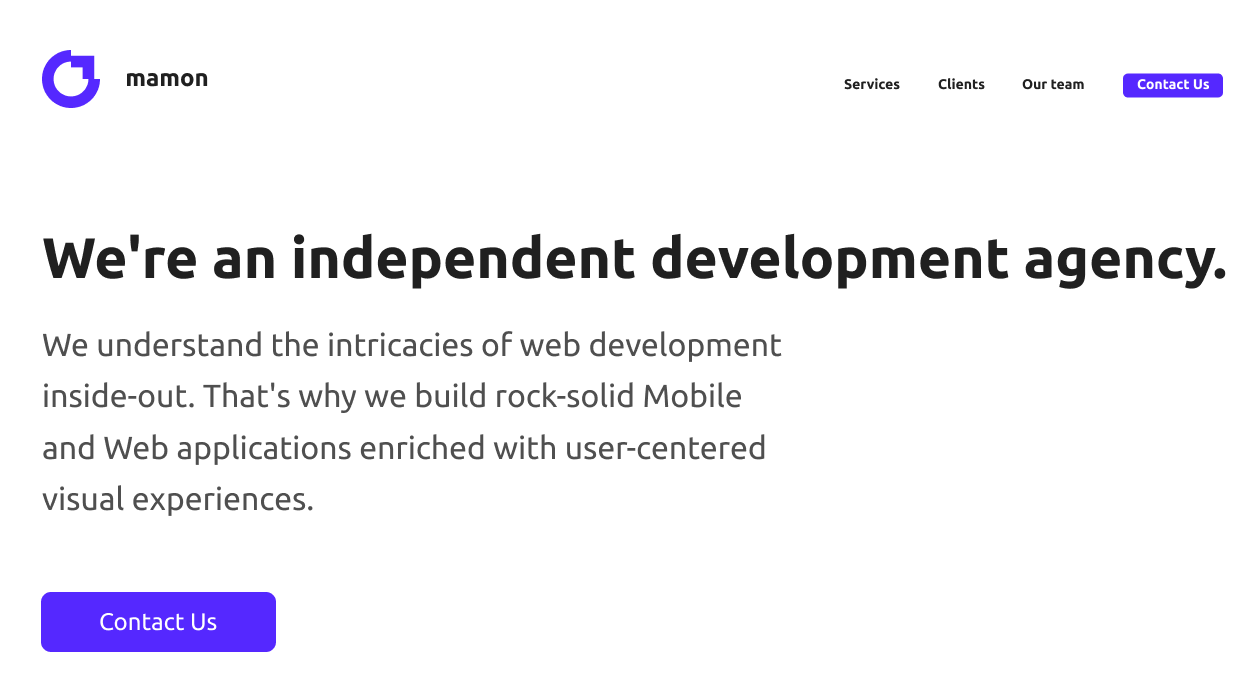 mamon
Services
Clients
Our team
Contact Us
We're an independent development agency.
We understand the intricacies of web development
inside-out. That's why we build rock-solid Mobile
and Web applications enriched with user-centered
visual experiences.
Contact Us